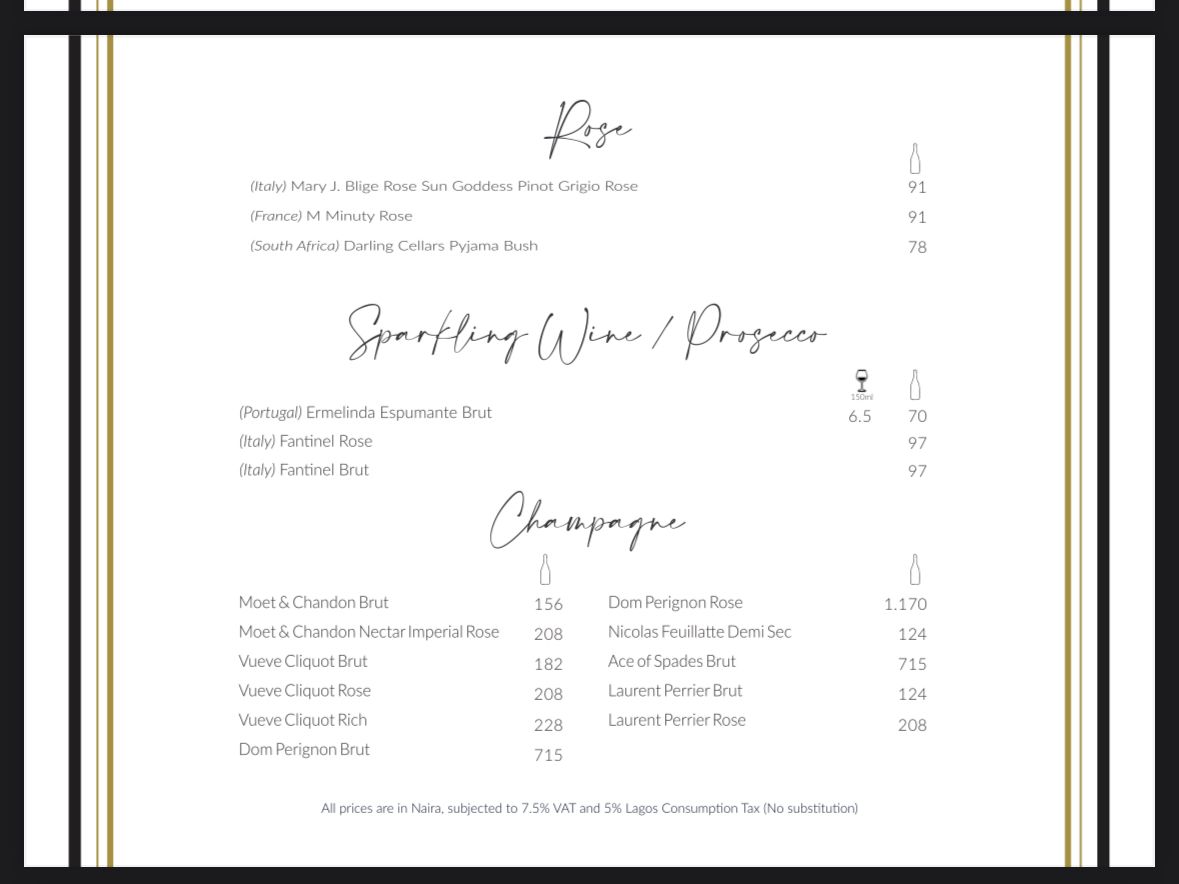 Rose
(Italy) Mary J. Blige Rose Sun Goddess Pinot Grigio Rose 91
(France) M Minuty Rose 91
(South Africa) Darling Cellars Pyjama Bush 78
Sparkling Wine / Prosecco
150ml
(Portugal) Ermelinda Espumante Brut 6.5 70
(Italy) Fantinel Rose 97
(Italy) Fantinel Brut 97
Champagne
Moet & Chandon Brut 156 Dom Perignon Rose 1.170
Moet & Chandon Nectar Imperial Rose 208 Nicolas Feuillatte Demi Sec 124
Vueve Cliquot Brut 182 Ace of Spades Brut 715
Vueve Cliquot Rose 208 Laurent Perrier Brut 124
Vueve Cliquot Rich 228 Laurent Perrier Rose 208
Dom Perignon Brut 715
All prices are in Naira, subjected to 7.5% VAT and 5% Lagos Consumption Tax (No substitution)